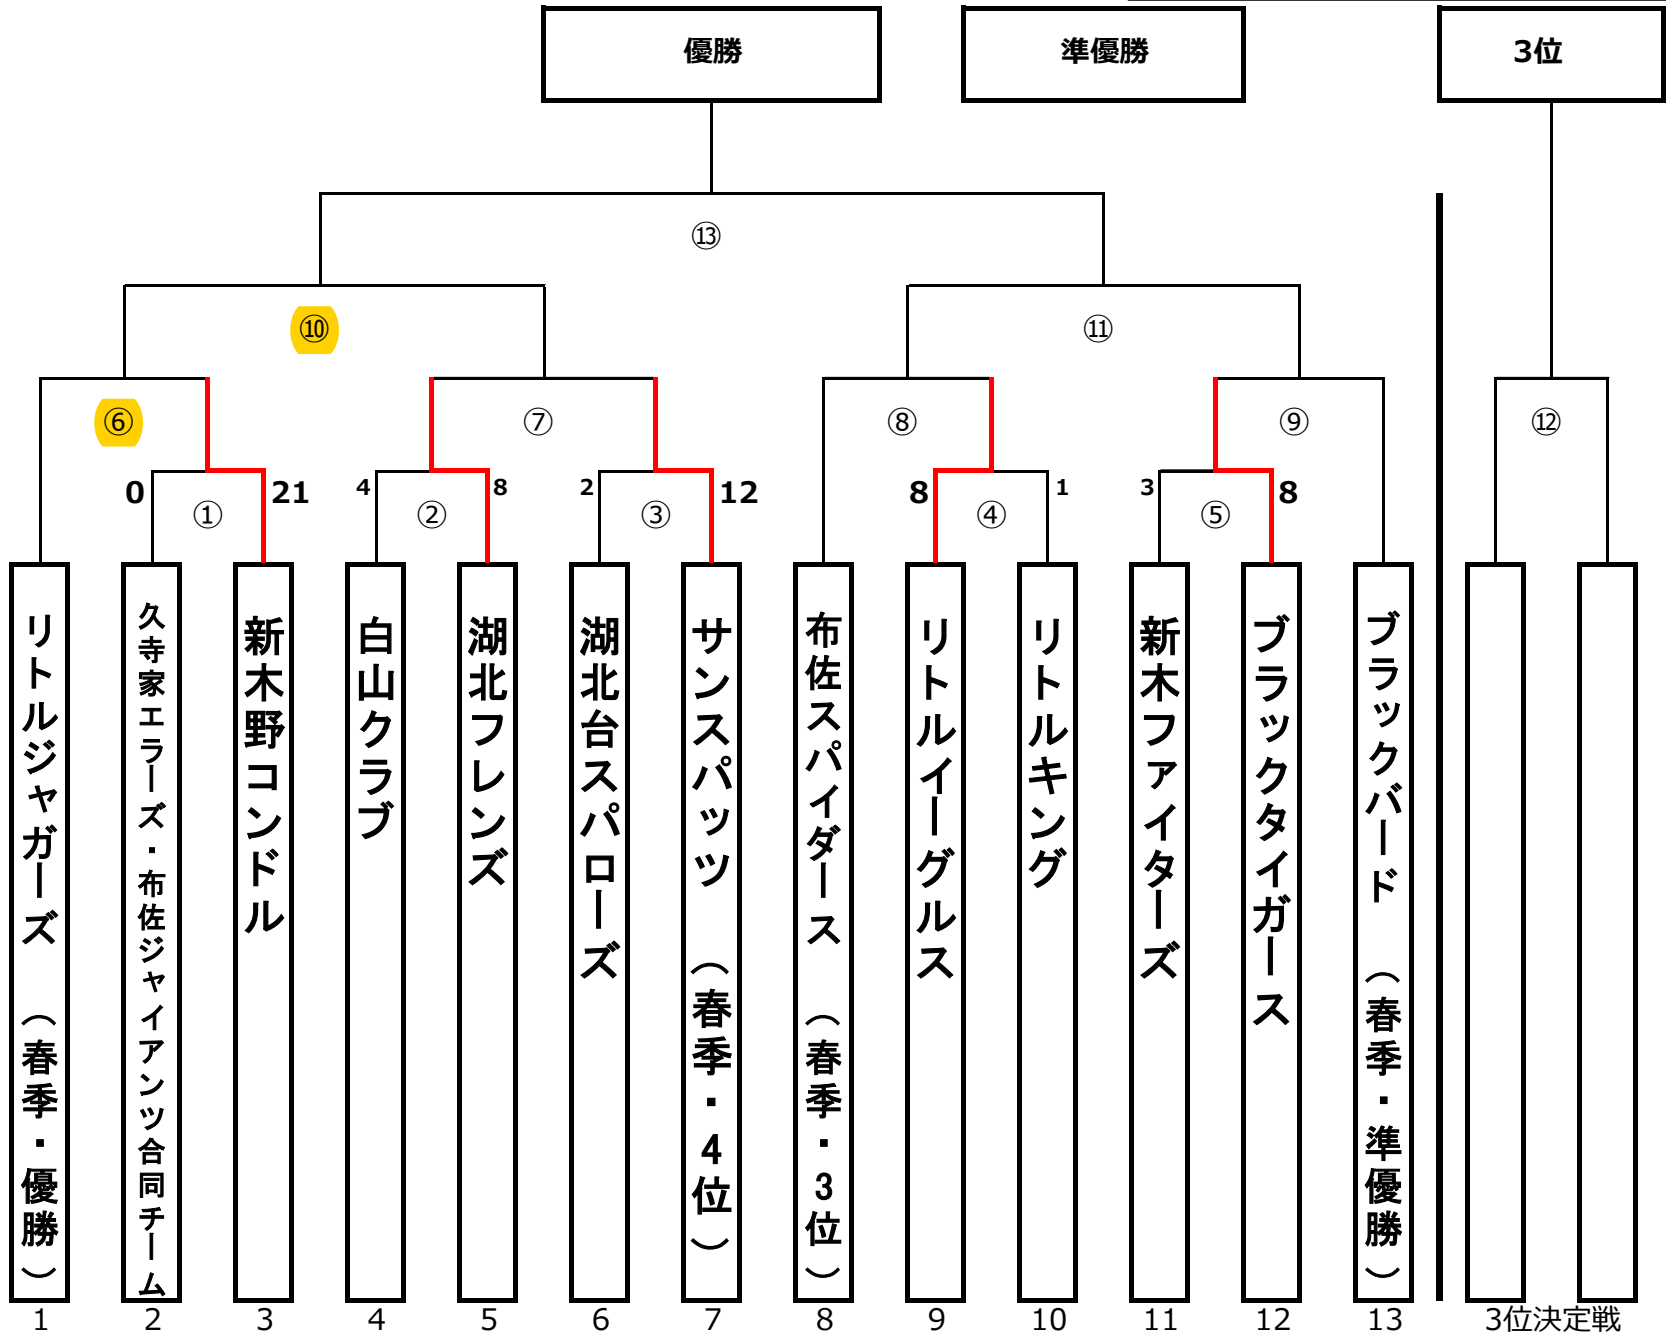 優勝
準優勝
3位
⑬
⑩
⑪
⑥
⑦
⑧
⑨
⑫
0
21
4
8
2
12
8
1
3
8
①
②
③
④
⑤
リトルジャガーズ （春季・優勝）
久寺家エラーズ・布佐ジャイアンツ合同チーム
新木野コンドル
白山クラブ
湖北フレンズ
湖北台スパローズ
サンスパッツ （春季・4位）
布佐スパイダース （春季・3位）
リトルイーグルス
リトルキング
新木ファイターズ
ブラックタイガース
ブラックバード （春季・準優勝）
1
2
3
4
5
6
7
8
9
10
11
12
13
3位決定戦